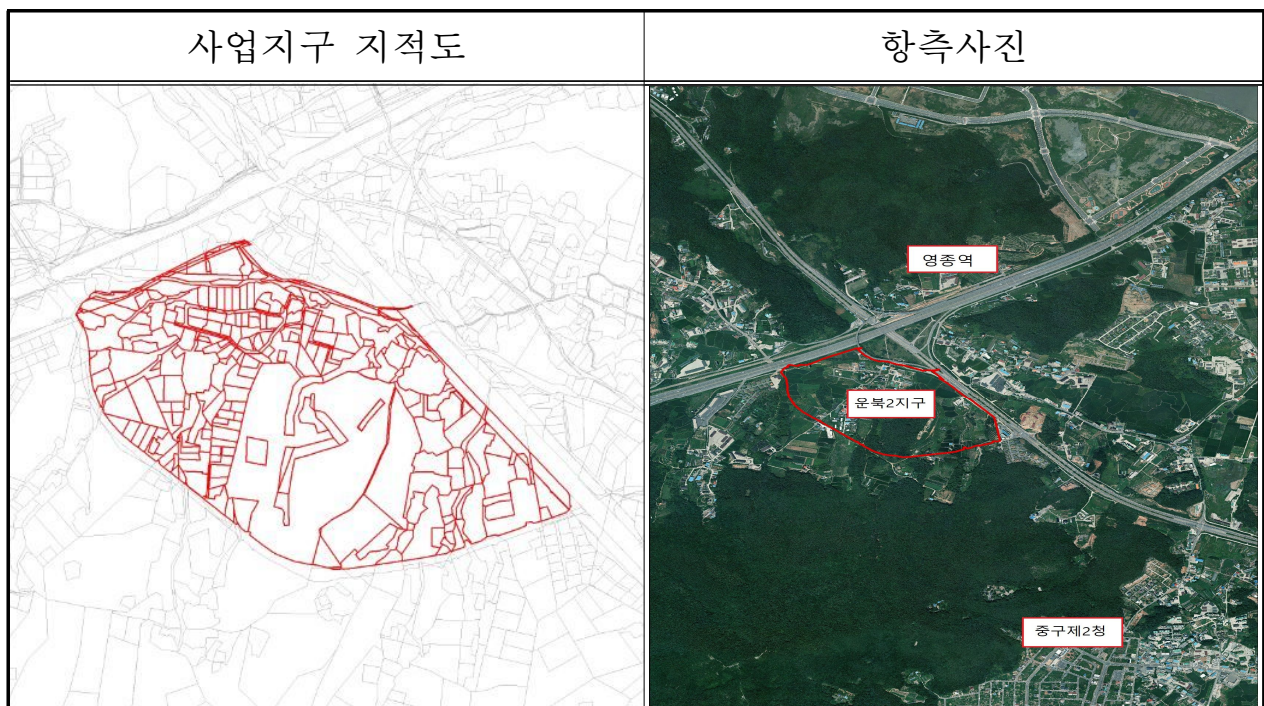 사업지구 지적도
항측사진
영종역
운북2지구
중구제2청